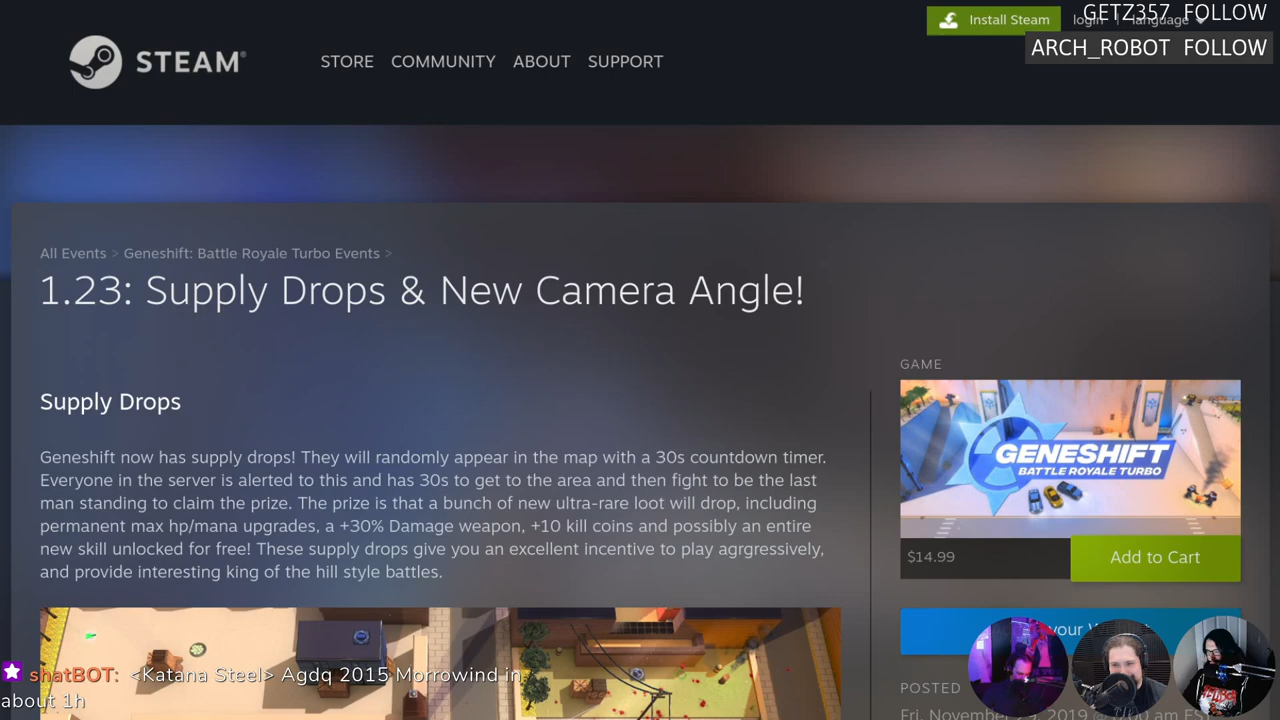 GETZ357 FOLLOW
Install Steam
login | language
ARCH_ROBOT FOLLOW
STEAM®
STORE COMMUNITY ABOUT SUPPORT
All Events > Geneshift: Battle Royale Turbo Events >
1.23: Supply Drops & New Camera Angle!
GAME
Supply Drops
GENESHIFT
BATTLE ROYALE TURBO
Geneshift now has supply drops! They will randomly appear in the map with a 30s countdown timer.
Everyone in the server is alerted to this and has 30s to get to the area and then fight to be the last
man standing to claim the prize. The prize is that a bunch of new ultra-rare loot will drop, including
permanent max hp/mana upgrades, a +30% Damage weapon, +10 kill coins and possibly an entire
new skill unlocked for free! These supply drops give you an excellent incentive to play agrgressively,
and provide interesting king of the hill style battles.
$14.99
Add to Cart
your
shatBOT: <Katana Steel> Agdq 2015 Morrowind in
about 1h
POSTED
Fri, November
2019
am